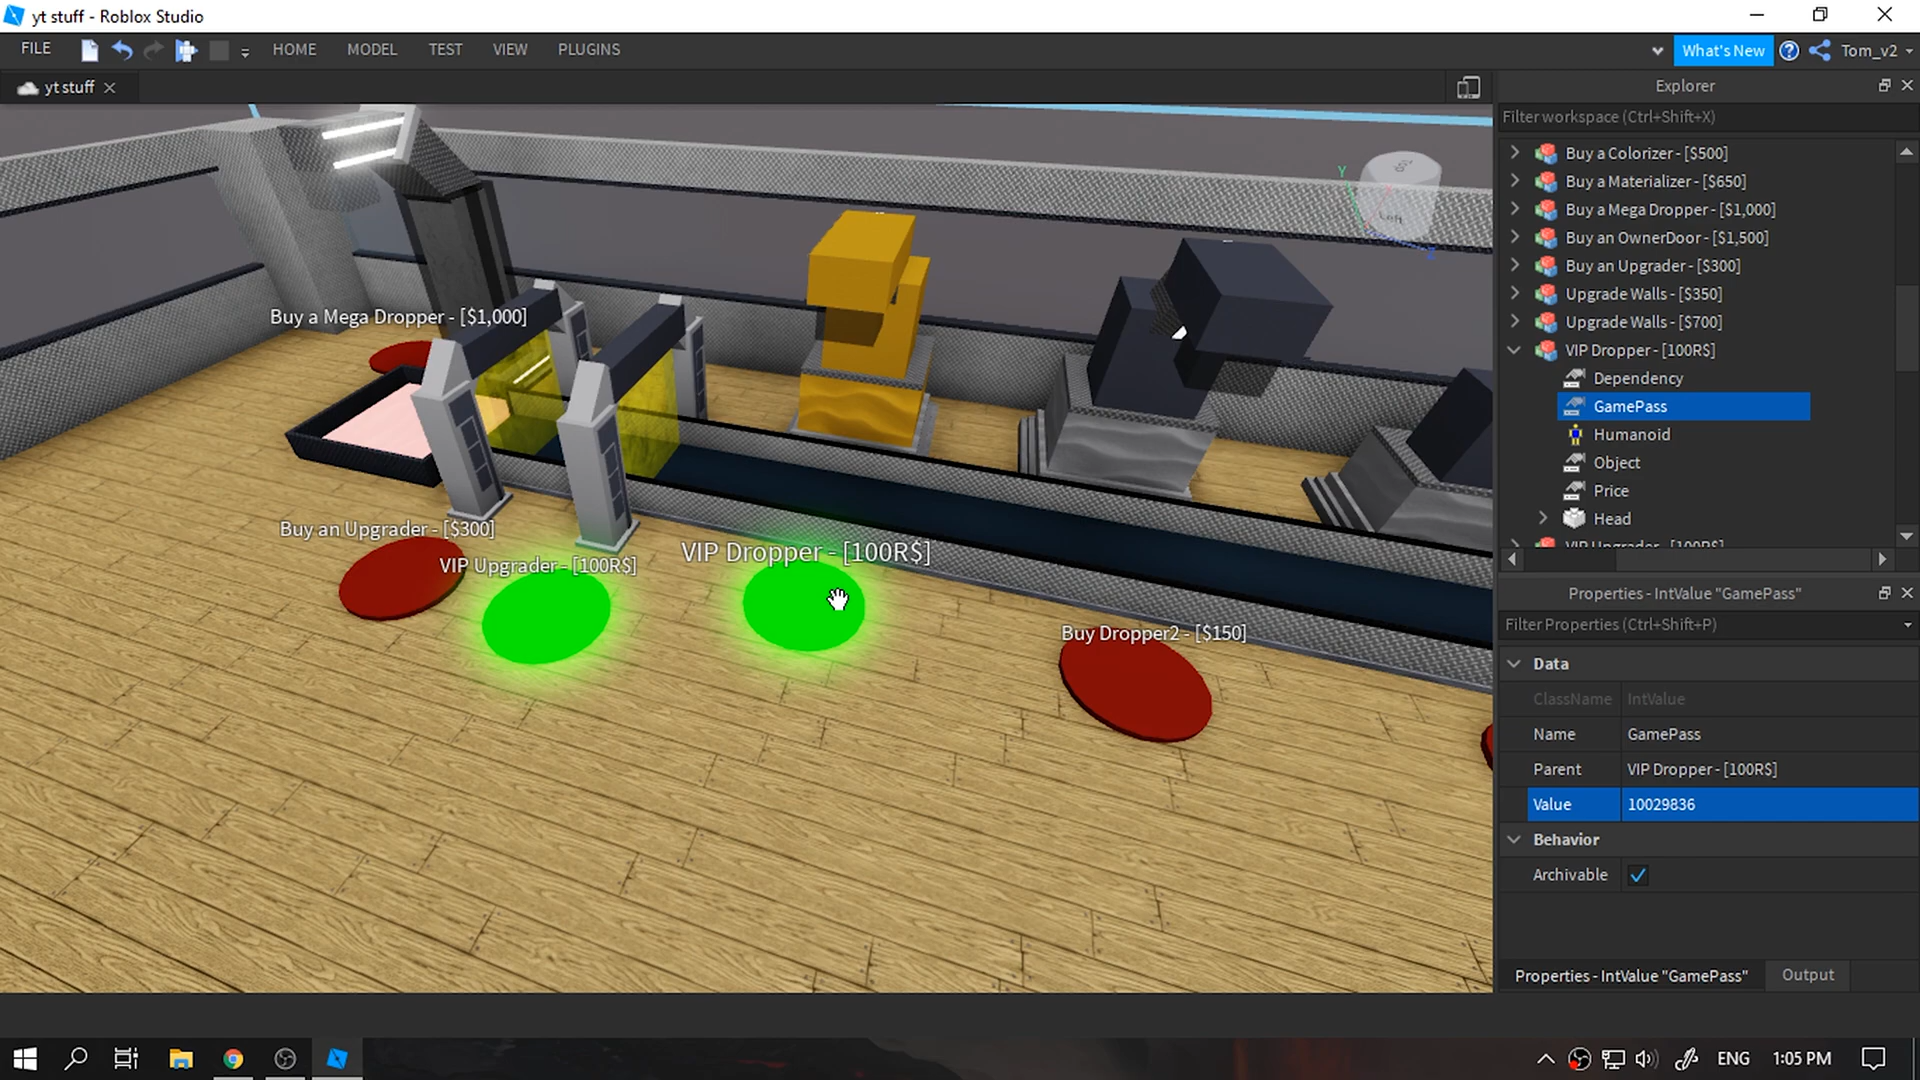 yt stuff - Roblox Studio
FILE
HOME
MODEL
TEST
VIEW
PLUGINS
What's New
Tom_v2
yt stuff
Explorer
Filter workspace (Ctrl+Shift+X)
Buy a Colorizer - [$500]
Buy a Materializer - [$650]
Buy a Mega Dropper - [$1,000]
Buy an OwnerDoor - [$1,500]
Buy an Upgrader - [$300]
Upgrade Walls - [$350]
Upgrade Walls - [$700]
VIP Dropper - [100R$]
Dependency
GamePass
Humanoid
Object
Price
Head
VIP Upgrader - [100R$]
Y
Left
Z
Buy a Mega Dropper - [$1,000]
Buy an Upgrader - [$300]
VIP Upgrader - [100R$]
VIP Dropper - [100R$]
Buy Dropper2 - [$150]
Properties - IntValue "GamePass"
Filter Properties (Ctrl+Shift+P)
Data
ClassName IntValue
Name GamePass
Parent VIP Dropper - [100R$]
Value 10029836
Behavior
Archivable
Properties - IntValue "GamePass"
Output
ENG
1:05 PM